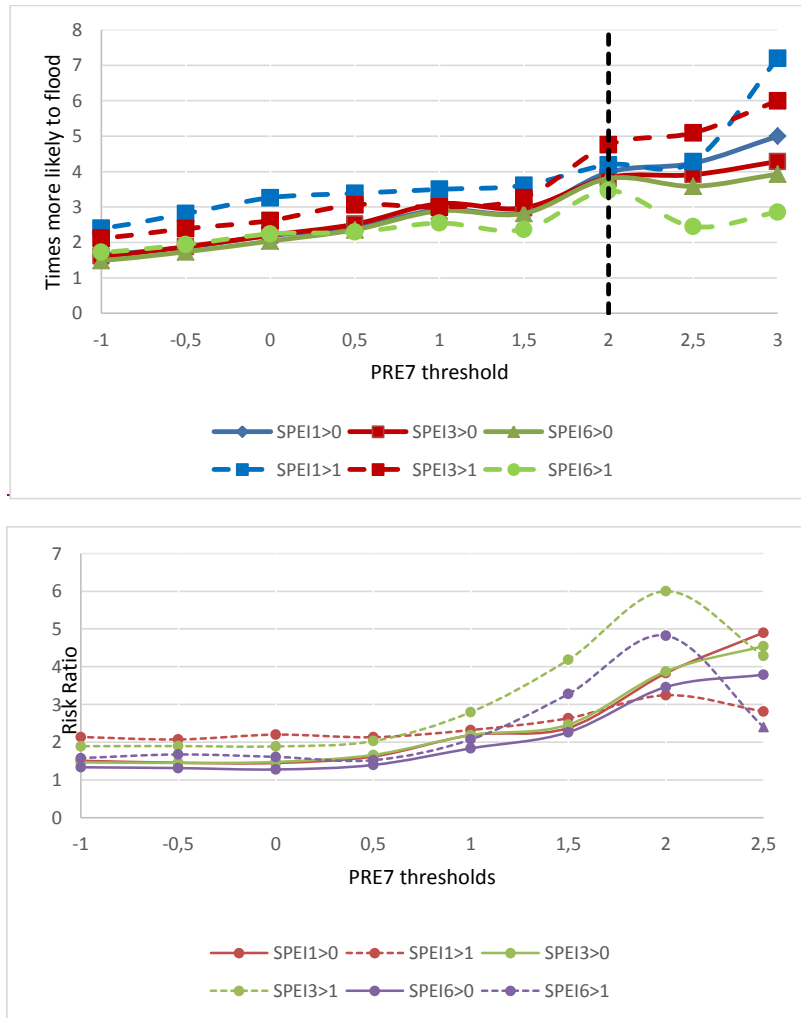 8
7
6
5
4
3
2
1
0
Times more likely to flood
-1 -0,5 0 0,5 1 1,5 2 2,5 3
PRE7 threshold
SPEI1>0 SPEI3>0 SPEI6>0
SPEI1>1 SPEI3>1 SPEI6>1
7
6
5
4
3
2
1
0
Risk Ratio
-1 -0,5 0 0,5 1 1,5 2 2,5
PRE7 thresholds
SPEI1>0 SPEI1>1 SPEI3>0
SPEI3>1 SPEI6>0 SPEI6>1